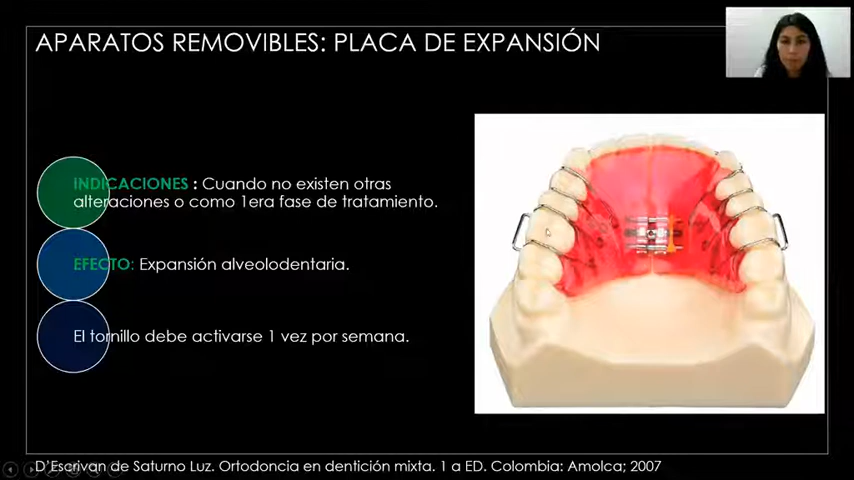 APARATOS REMOVIBLES: PLACA DE EXPANSIÓN
INDICACIONES : Cuando no existen otras
alteraciones o como 1era fase de tratamiento.
EFECTO: Expansión alveolodentaria.
El tornillo debe activarse 1 vez por semana.
D'Escrivan de Saturno Luz. Ortodoncia en dentición mixta. 1 a ED. Colombia: Amolca; 2007